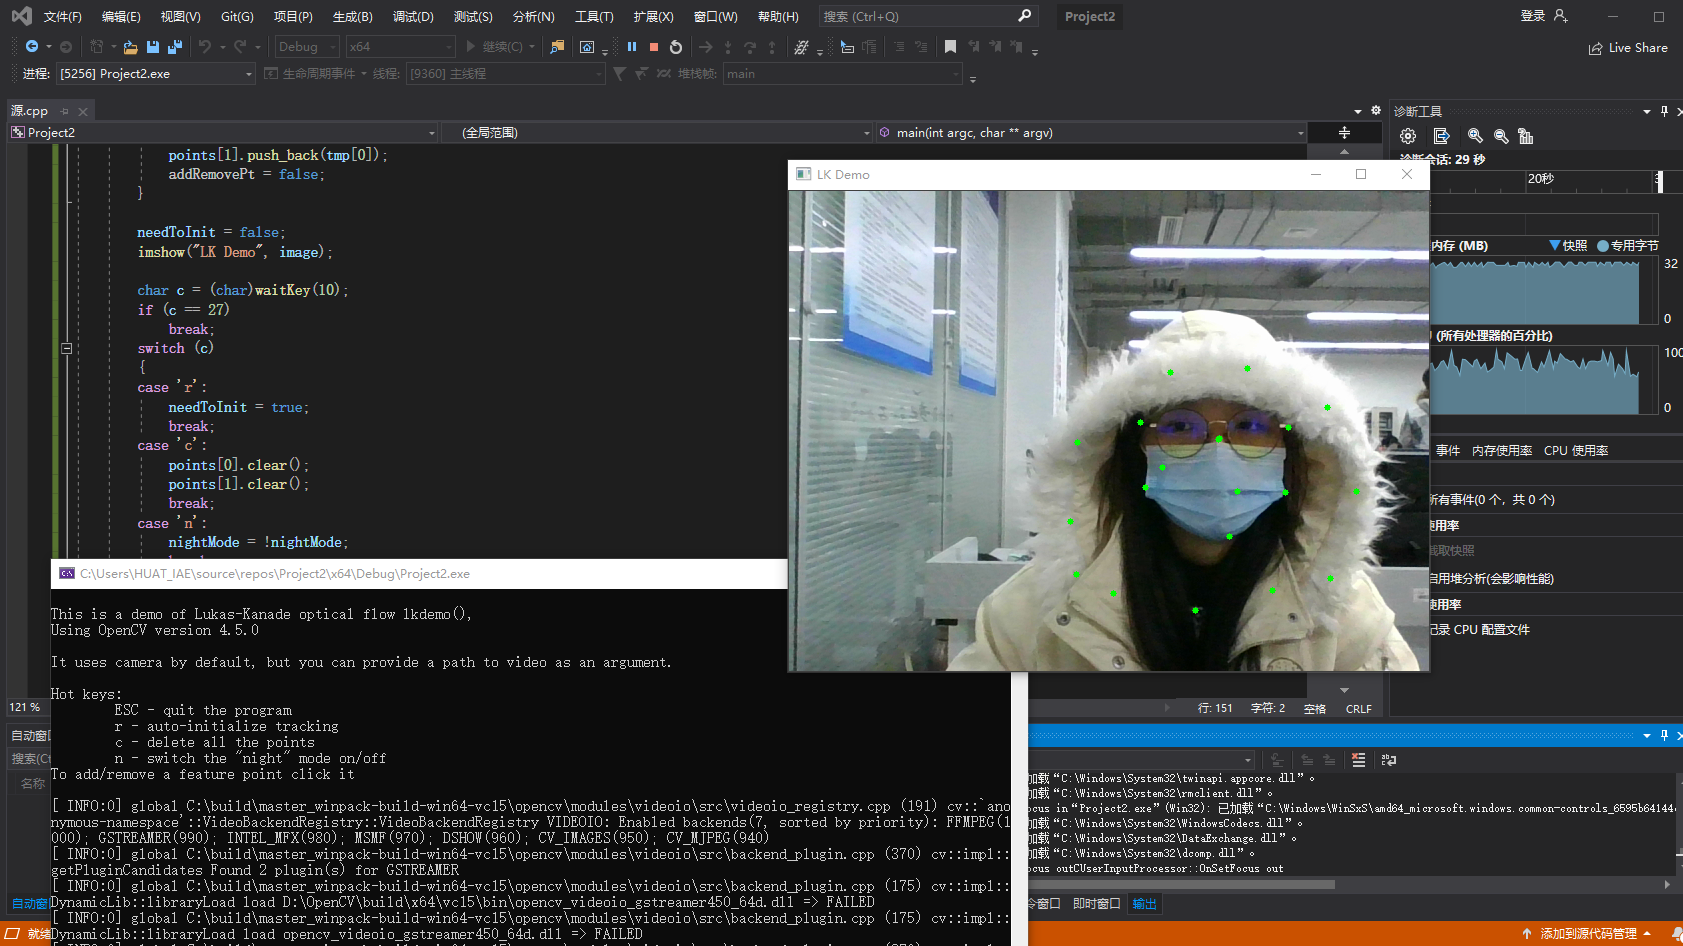 文件(F) 编辑(E) 视图(V) Git(G) 项目(P) 生成(B) 调试(D) 测试(S) 分析(N) 工具(T) 扩展(X) 窗口(W) 帮助(H) 搜索 (Ctrl+Q) Project2 登录
Debug x64 继续(C) Live Share
进程: [5256] Project2.exe 生命周期事件 线程: [9360] 主线程 堆栈帧: main
源.cpp
Project2 (全局范围) main(int argc, char ** argv)
points[1].push_back(tmp[0]);
addRemovePt = false;
}
needToInit = false;
imshow("LK Demo", image);
char c = (char)waitKey(10);
if (c == 27)
break;
switch (c)
{
case 'r':
needToInit = true;
break;
case 'c':
points[0].clear();
points[1].clear();
break;
case 'n':
nightMode = !nightMode;
LK Demo
诊断工具
诊断会话: 29 秒
20秒
内存 (MB) 快照 专用字节
32
0
(所有处理器的百分比)
100
0
事件 内存使用率 CPU 使用率
所有事件(0 个，共 0 个)
使用率
截取快照
启用堆分析(会影响性能)
使用率
记录 CPU 配置文件
C:\Users\HUAT_IAE\source\repos\Project2\x64\Debug\Project2.exe
This is a demo of Lukas-Kanade optical flow lkdemo(),
Using OpenCV version 4.5.0
It uses camera by default, but you can provide a path to video as an argument.
Hot keys:
ESC - quit the program
r - auto-initialize tracking
c - delete all the points
n - switch the "night" mode on/off
To add/remove a feature point click it
[ INFO:0] global C:\build\master_winpack-build-win64-vc15\opencv\modules\videoio\src\videoio_registry.cpp (191) cv::`ano
nymous-namespace'::VideoBackendRegistry::VideoBackendRegistry VIDEOIO: Enabled backends(7, sorted by priority): FFMPEG(1
000); GSTREAMER(990); INTEL_MFX(980); MSMF(970); DSHOW(960); CV_IMAGES(950); CV_MJPEG(940)
[ INFO:0] global C:\build\master_winpack-build-win64-vc15\opencv\modules\videoio\src\backend_plugin.cpp (370) cv::impl::
getPluginCandidates Found 2 plugin(s) for GSTREAMER
[ INFO:0] global C:\build\master_winpack-build-win64-vc15\opencv\modules\videoio\src\backend_plugin.cpp (175) cv::impl::
DynamicLib::libraryLoad load D:\OpenCV\build\x64\vc15\bin\opencv_videoio_gstreamer450_64d.dll => FAILED
[ INFO:0] global C:\build\master_winpack-build-win64-vc15\opencv\modules\videoio\src\backend_plugin.cpp (175) cv::impl::
DynamicLib::libraryLoad load opencv_videoio_gstreamer450_64d.dll => FAILED
121 %
行: 151 字符: 2 空格 CRLF
自动窗口
搜索(Ct
名称
自动窗
就绪
加载“C:\Windows\System32\twinapi.appcore.dll”。
加载“C:\Windows\System32\rmclient.dll”。
ocus in“Project2.exe”(Win32): 已加载“C:\Windows\WinSxS\amd64_microsoft.windows.common-controls_6595b64144c
加载“C:\Windows\System32\WindowsCodecs.dll”。
加载“C:\Windows\System32\DataExchange.dll”。
加载“C:\Windows\System32\dcomp.dll”。
ocus outCUserInputProcessor::OnSetFocus out
令窗口 即时窗口 输出
添加到源代码管理